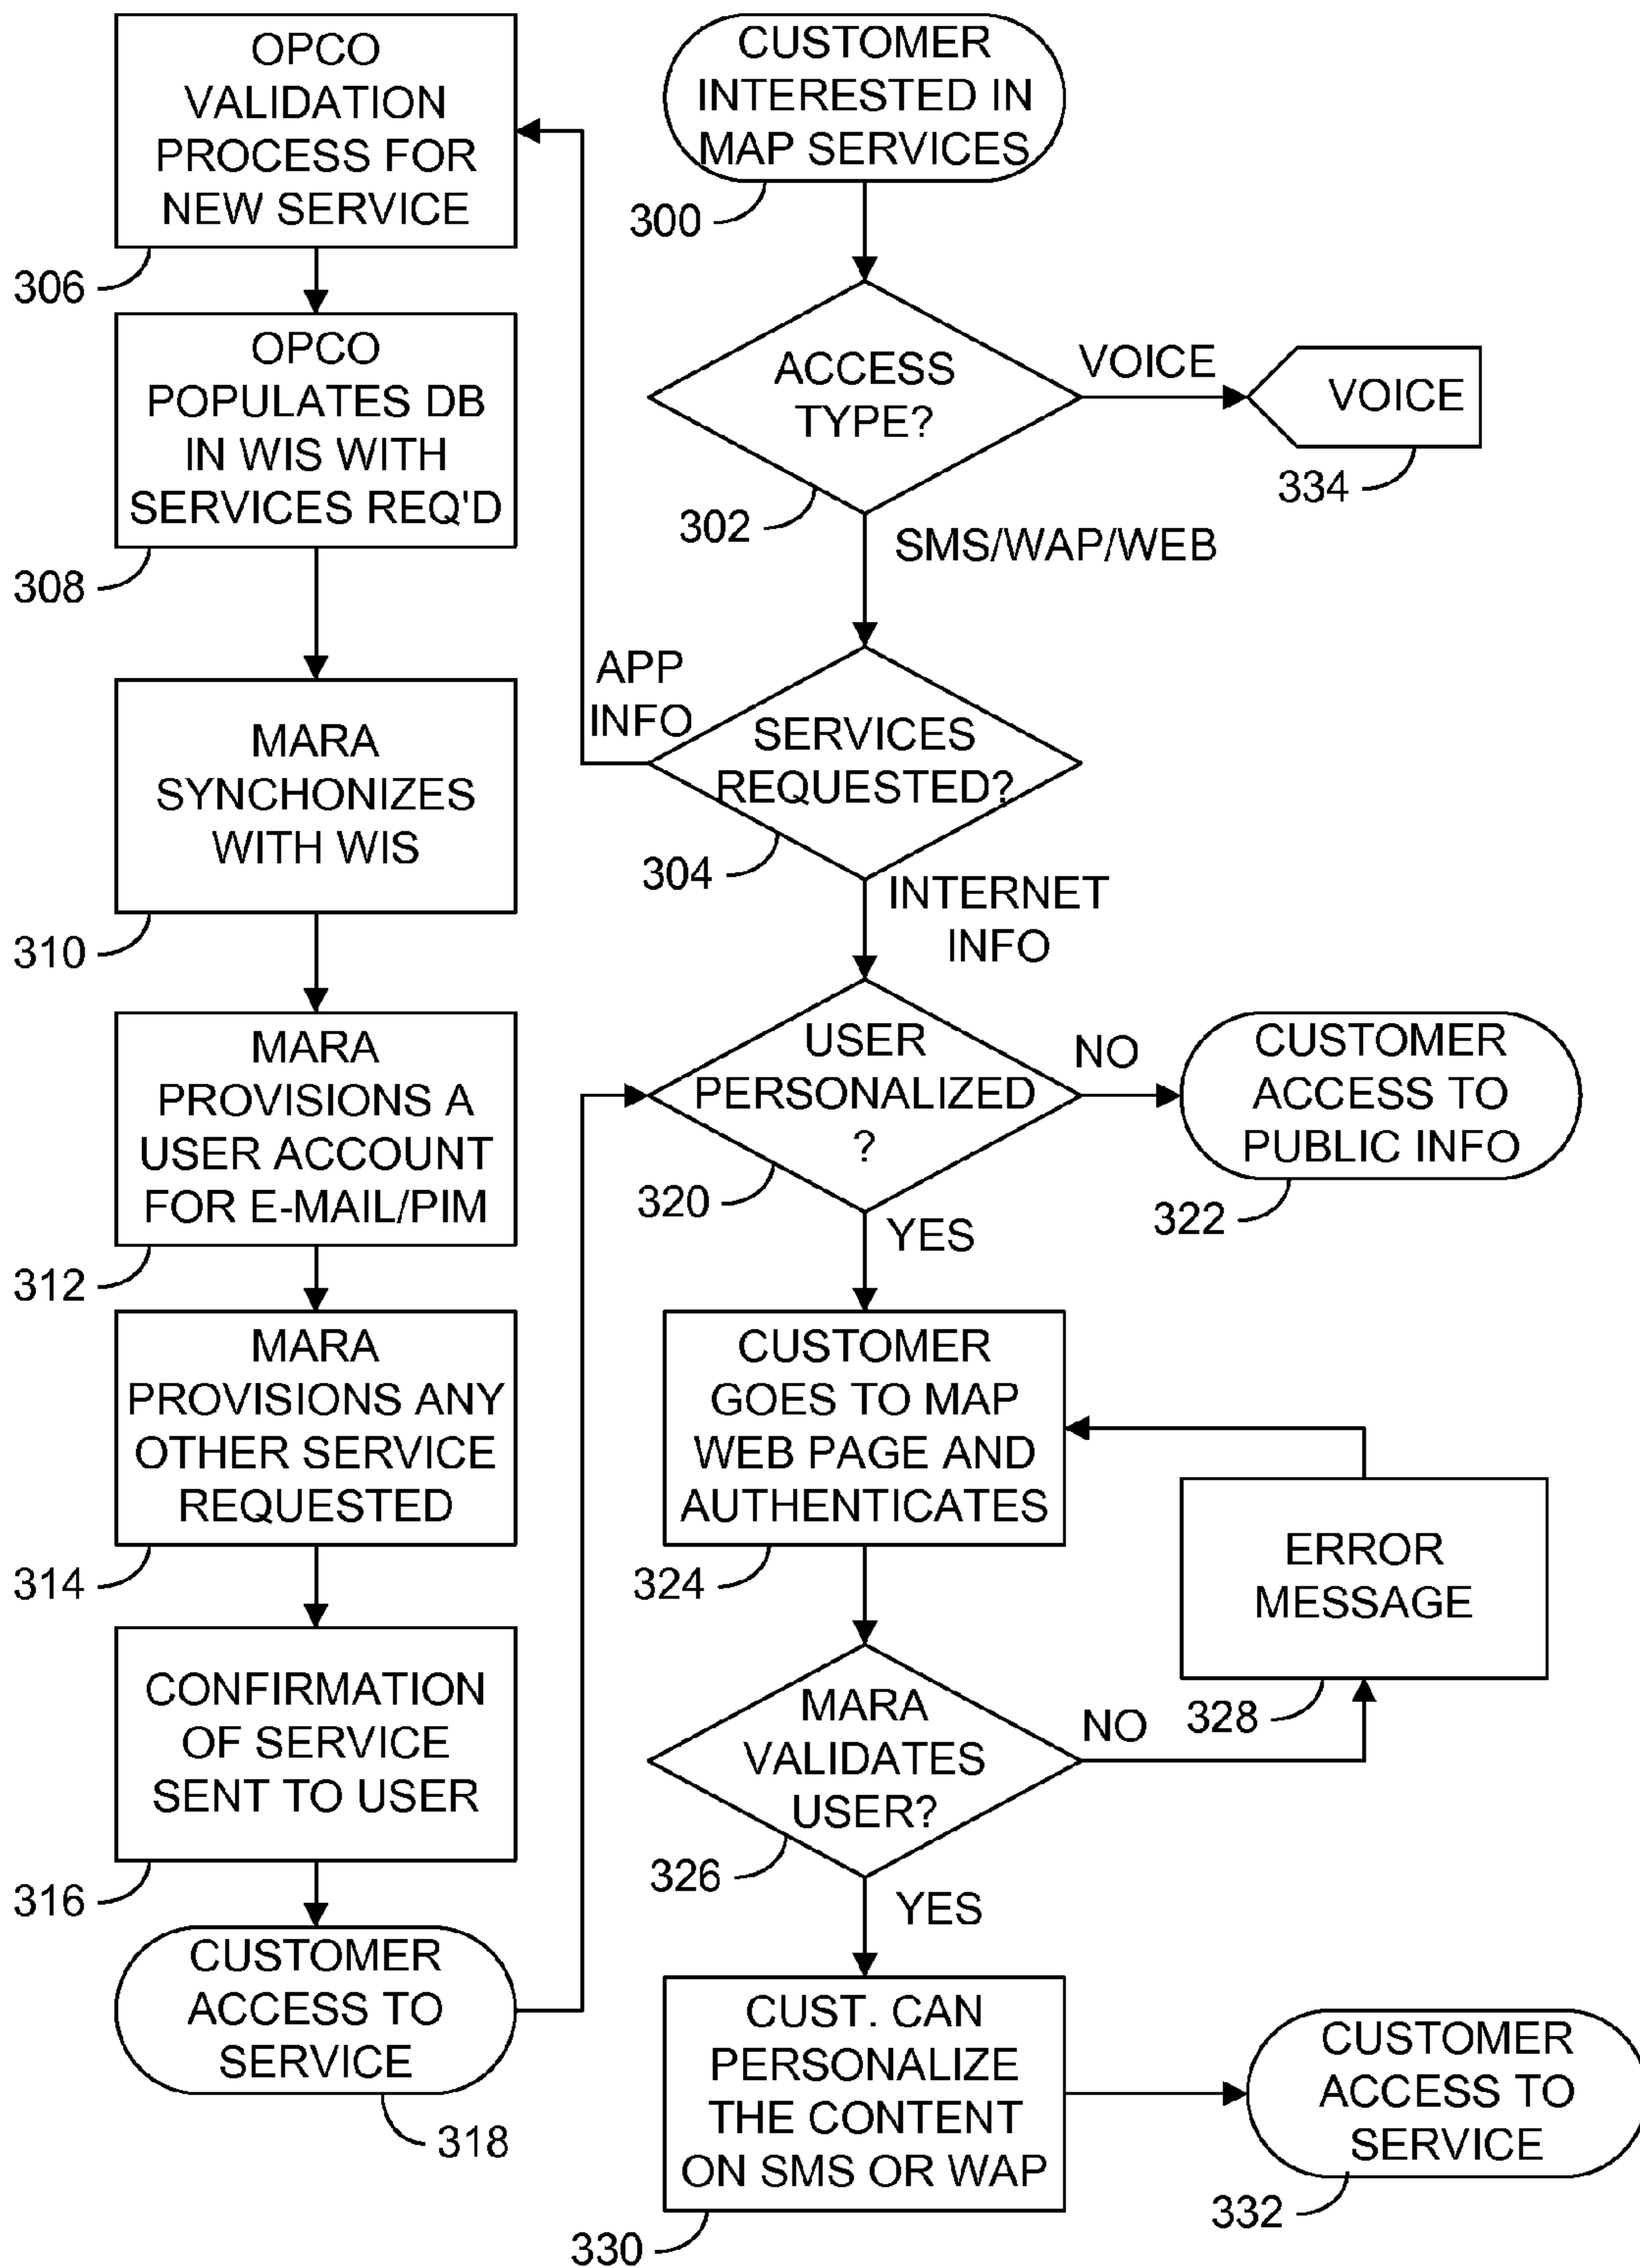 CUSTOMER
INTERESTED IN
MAP SERVICES
300
ACCESS
TYPE?
302
VOICE
VOICE
334
SMS/WAP/WEB
SERVICES
REQUESTED?
304
APP
INFO
OPCO
VALIDATION
PROCESS FOR
NEW SERVICE
306
OPCO
POPULATES DB
IN WIS WITH
SERVICES REQ'D
308
MARA
SYNCHONIZES
WITH WIS
310
MARA
PROVISIONS A
USER ACCOUNT
FOR E-MAIL/PIM
312
MARA
PROVISIONS ANY
OTHER SERVICE
REQUESTED
314
CONFIRMATION
OF SERVICE
SENT TO USER
316
CUSTOMER
ACCESS TO
SERVICE
318
INTERNET
INFO
USER
PERSONALIZED
?
320
NO
CUSTOMER
ACCESS TO
PUBLIC INFO
322
YES
CUSTOMER
GOES TO MAP
WEB PAGE AND
AUTHENTICATES
324
MARA
VALIDATES
USER?
326
NO
ERROR
MESSAGE
328
YES
CUST. CAN
PERSONALIZE
THE CONTENT
ON SMS OR WAP
330
CUSTOMER
ACCESS TO
SERVICE
332